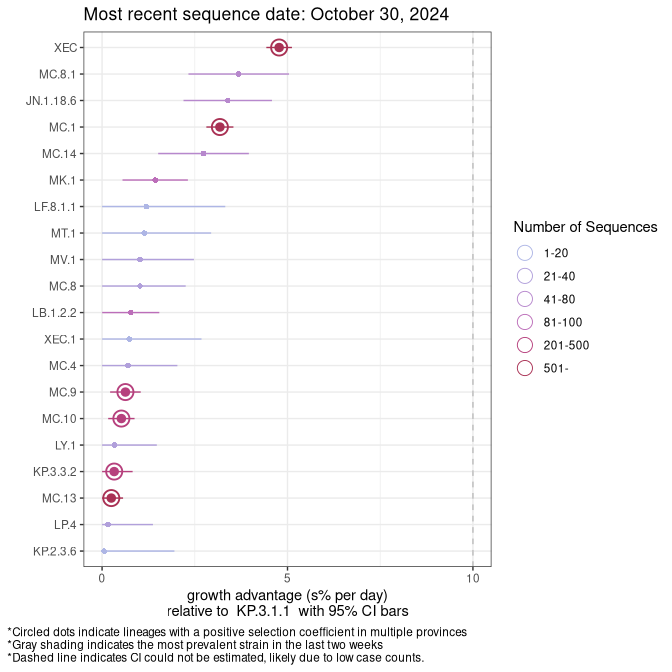 Most recent sequence date: October 30, 2024
XEC
MC.8.1
JN.1.18.6
MC.1
MC.14
MK.1
LF.8.1.1
MT.1
MV.1
MC.8
LB.1.2.2
XEC.1
MC.4
MC.9
MC.10
LY.1
KP.3.3.2
MC.13
LP.4
KP.2.3.6
0 5 10
growth advantage (s% per day)
relative to KP.3.1.1 with 95% CI bars
Number of Sequences
1-20
21-40
41-80
81-100
201-500
501-
*Circled dots indicate lineages with a positive selection coefficient in multiple provinces
*Gray shading indicates the most prevalent strain in the last two weeks
*Dashed line indicates CI could not be estimated, likely due to low case counts.